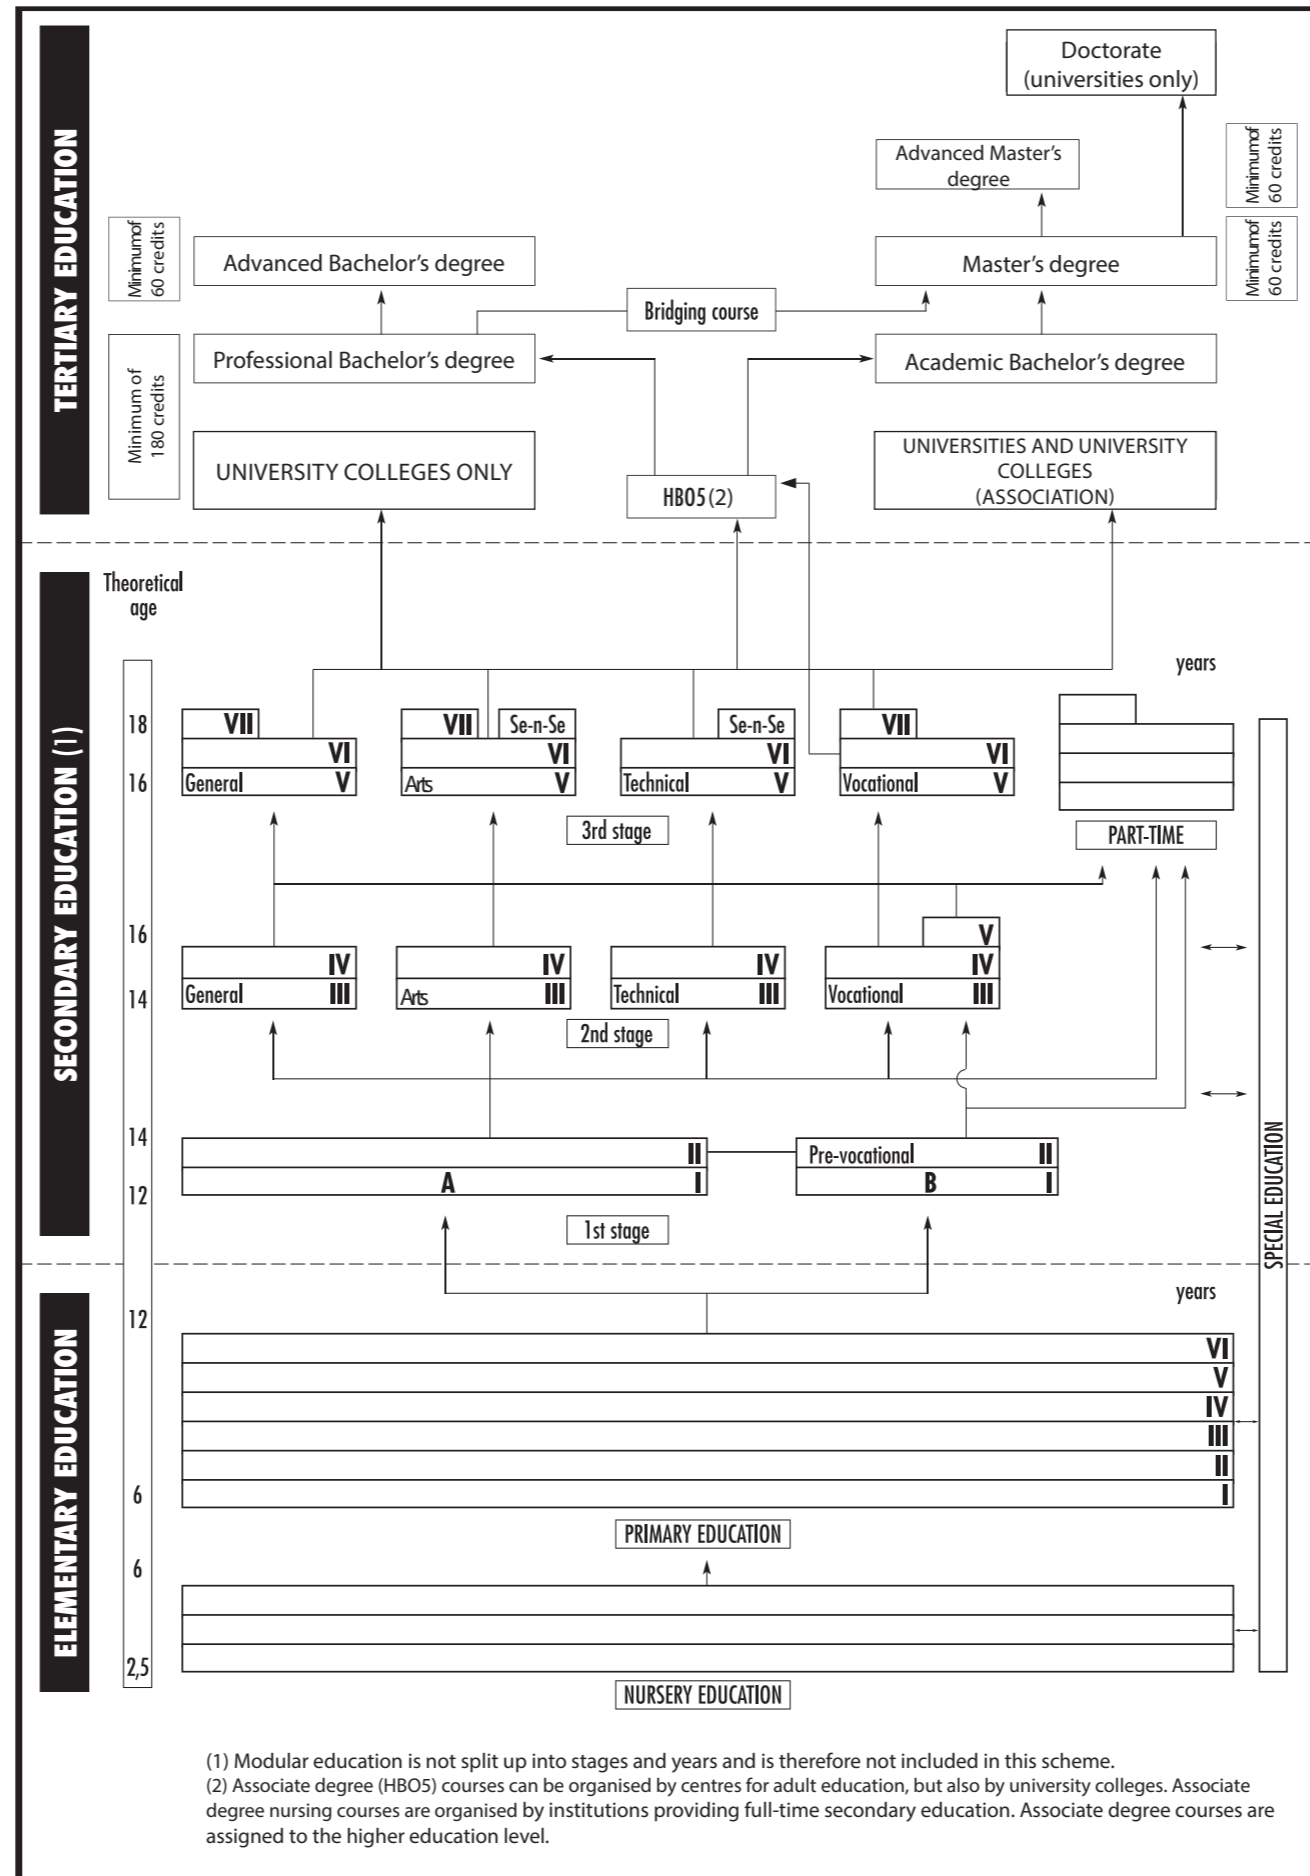 TERTIARY EDUCATION
Doctorate
(universities only)
Advanced Master's
degree
Minimumof
60 credits
Minimumof
60 credits
Advanced Bachelor's degree
Master's degree
Minimumof
60 credits
Bridging course
Professional Bachelor's degree
Academic Bachelor's degree
Minimum of
180 credits
UNIVERSITY COLLEGES ONLY
HBO5 (2)
UNIVERSITIES AND UNIVERSITY
COLLEGES
(ASSOCIATION)
SECONDARY EDUCATION (1)
Theoretical
age
years
18
VII
VII
Se-n-Se
Se-n-Se
VII
VI
VI
VI
VI
16
General V
Arts V
Technical V
Vocational V
3rd stage
PART-TIME
16
V
IV
IV
IV
IV
14
General III
Arts III
Technical III
Vocational III
2nd stage
14
II
Pre-vocational II
12
A I
B I
1st stage
SPECIAL EDUCATION
ELEMENTARY EDUCATION
years
12
VI
V
IV
III
II
6
I
PRIMARY EDUCATION
6
2,5
NURSERY EDUCATION
(1) Modular education is not split up into stages and years and is therefore not included in this scheme.
(2) Associate degree (HBO5) courses can be organised by centres for adult education, but also by university colleges. Associate
degree nursing courses are organised by institutions providing full-time secondary education. Associate degree courses are
assigned to the higher education level.